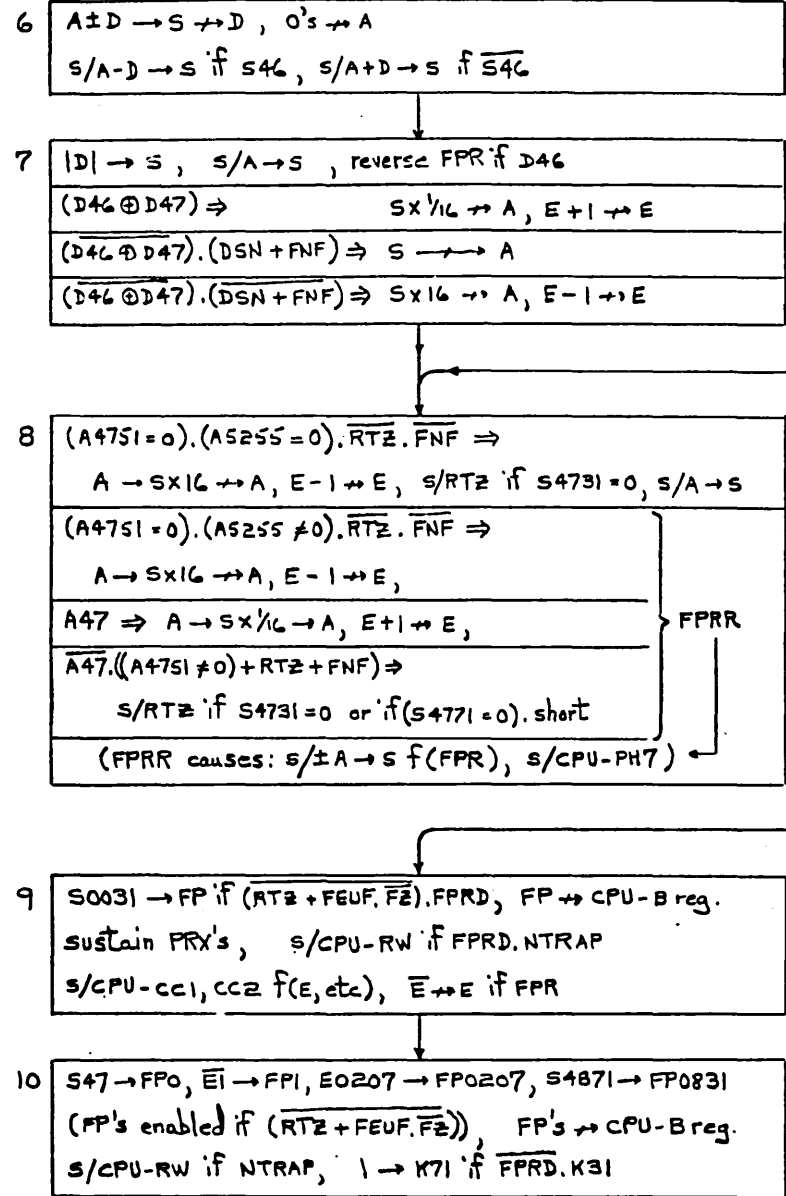 6
A±D → S ↛ D , 0's ↛ A
S/A-D → S if S46, S/A+D → S if S̅4̅6̅
7
|D| → S , S/A → S , reverse FPR if D46
(D46 ⊕ D47) ⇒ S×1/16 ↛ A, E+1 ↛ E
(D̅4̅6̅ ̅⊕̅ ̅D̅4̅7̅).(DSN + FNF) ⇒ S ⟶ A
(D̅4̅6̅ ̅⊕̅ ̅D̅4̅7̅).(D̅S̅N̅ ̅+̅ ̅F̅N̅F̅) ⇒ S×16 ↛ A, E-1 ↛ E
8
(A4751=0).(A5255=0).R̅T̅Z̅.F̅N̅F̅ ⇒
A → S×16 ↛ A, E-1 ↛ E, S/RTZ if S4731=0, S/A → S
(A4751=0).(A5255≠0).R̅T̅Z̅.F̅N̅F̅ ⇒
A → S×16 ↛ A, E-1 ↛ E,
A47 ⇒ A → S×1/16 → A, E+1 ↛ E,
FPRR
A̅4̅7̅.((A4751≠0)+RTZ+FNF) ⇒
S/RTZ if S4731=0 or if (S4771=0).short
(FPRR causes: S/±A → S f(FPR), S/CPU-PH7)
9
S0031 → FP if (R̅T̅Z̅ ̅+̅ ̅F̅E̅U̅F̅.̅F̅Z̅).FPRD, FP ↛ CPU-B reg.
sustain PRX's, S/CPU-RW if FPRD.NTRAP
S/CPU-CC1, CC2 f(E, etc), E̅ ↛ E if FPR
10
S47 → FP0, E̅1̅ → FP1, E0207 → FP0207, S4871 → FP0831
(FP's enabled if (R̅T̅Z̅ ̅+̅ ̅F̅E̅U̅F̅.̅F̅Z̅)), FP's ↛ CPU-B reg.
S/CPU-RW if NTRAP, 1 → K71 if F̅P̅R̅D̅.K31